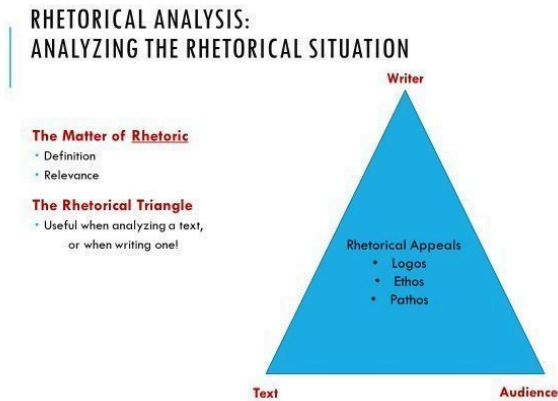 RHETORICAL ANALYSIS:
ANALYZING THE RHETORICAL SITUATION
The Matter of Rhetoric
• Definition
• Relevance
The Rhetorical Triangle
• Useful when analyzing a text,
or when writing one!
Writer
Rhetorical Appeals
• Logos
• Ethos
• Pathos
Text
Audience